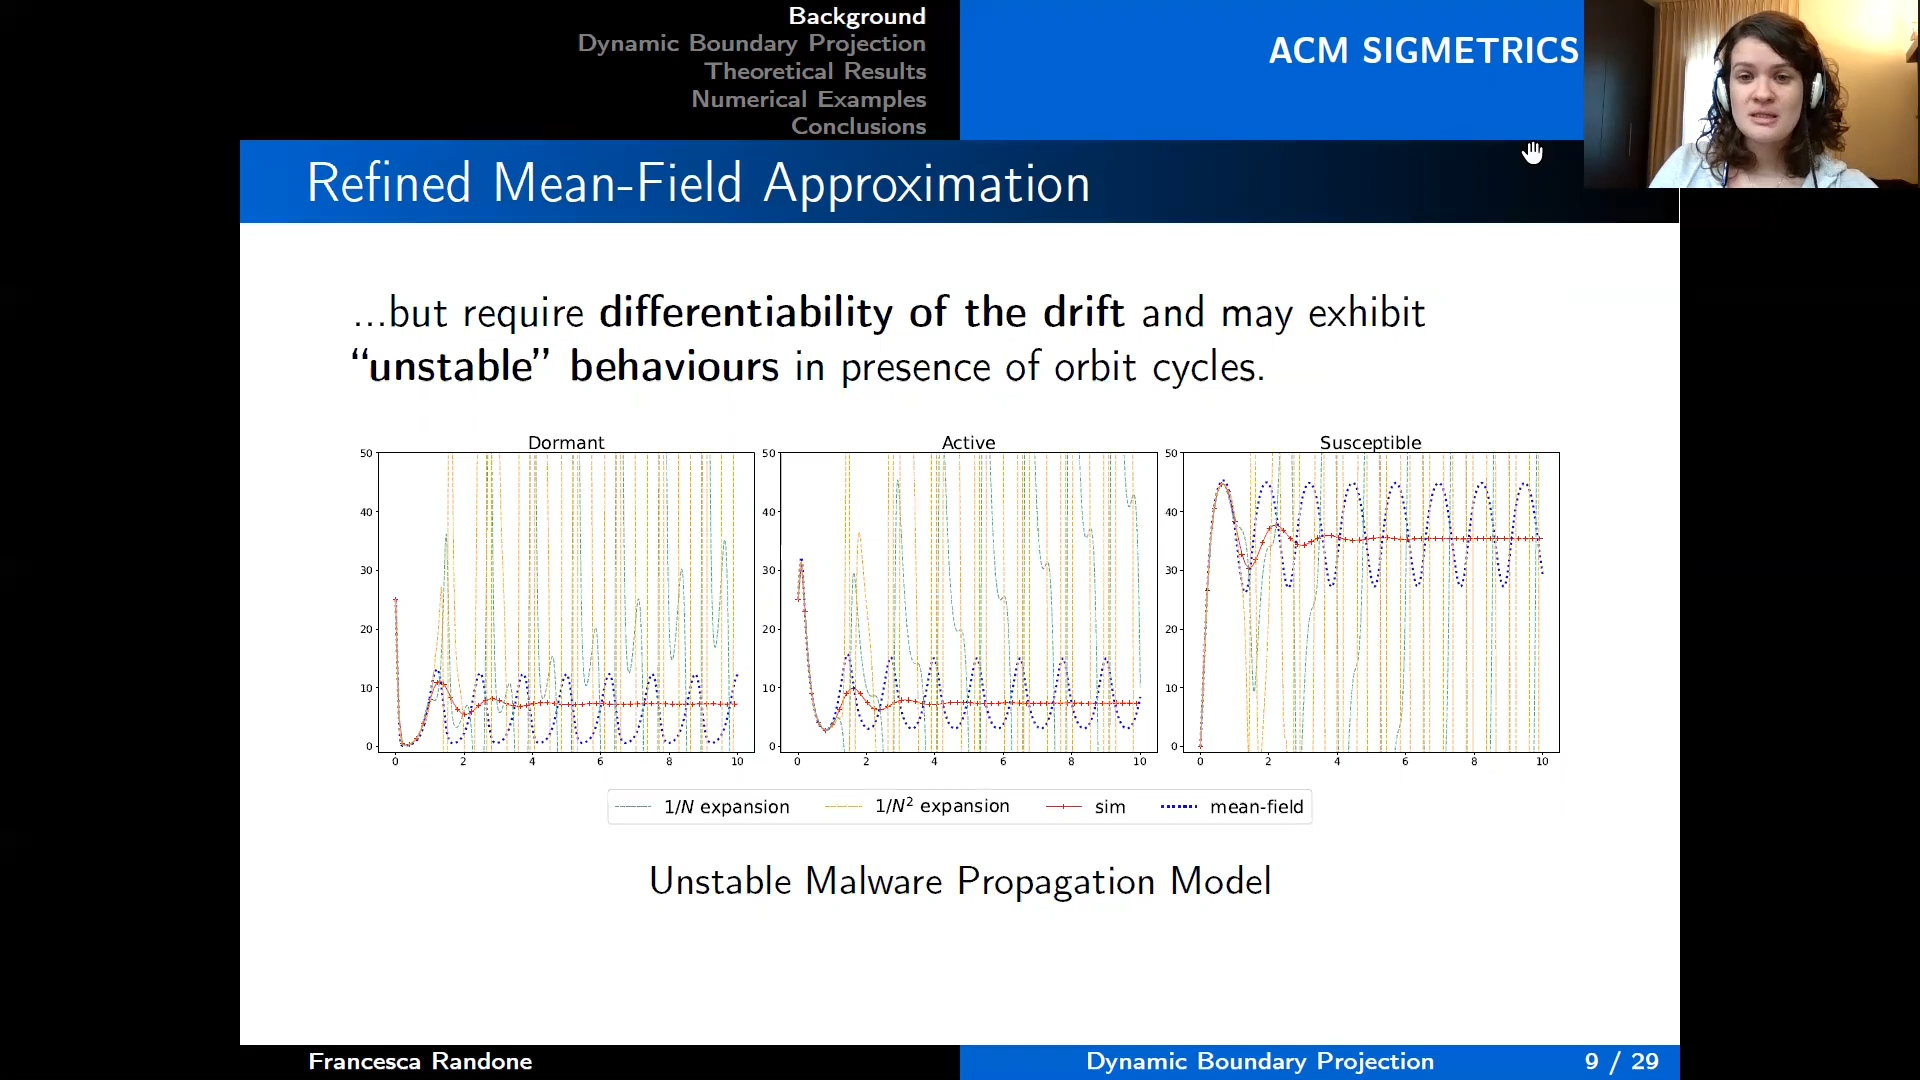 Background
Dynamic Boundary Projection
Theoretical Results
Numerical Examples
Conclusions
ACM SIGMETRICS
Refined Mean-Field Approximation
...but require differentiability of the drift and may exhibit
“unstable” behaviours in presence of orbit cycles.
Dormant
50
40
30
20
10
0
0 2 4 6 8 10
Active
50
40
30
20
10
0
0 2 4 6 8 10
Susceptible
50
40
30
20
10
0
0 2 4 6 8 10
1/N expansion 1/N² expansion sim mean-field
Unstable Malware Propagation Model
Francesca Randone
Dynamic Boundary Projection
9 / 29